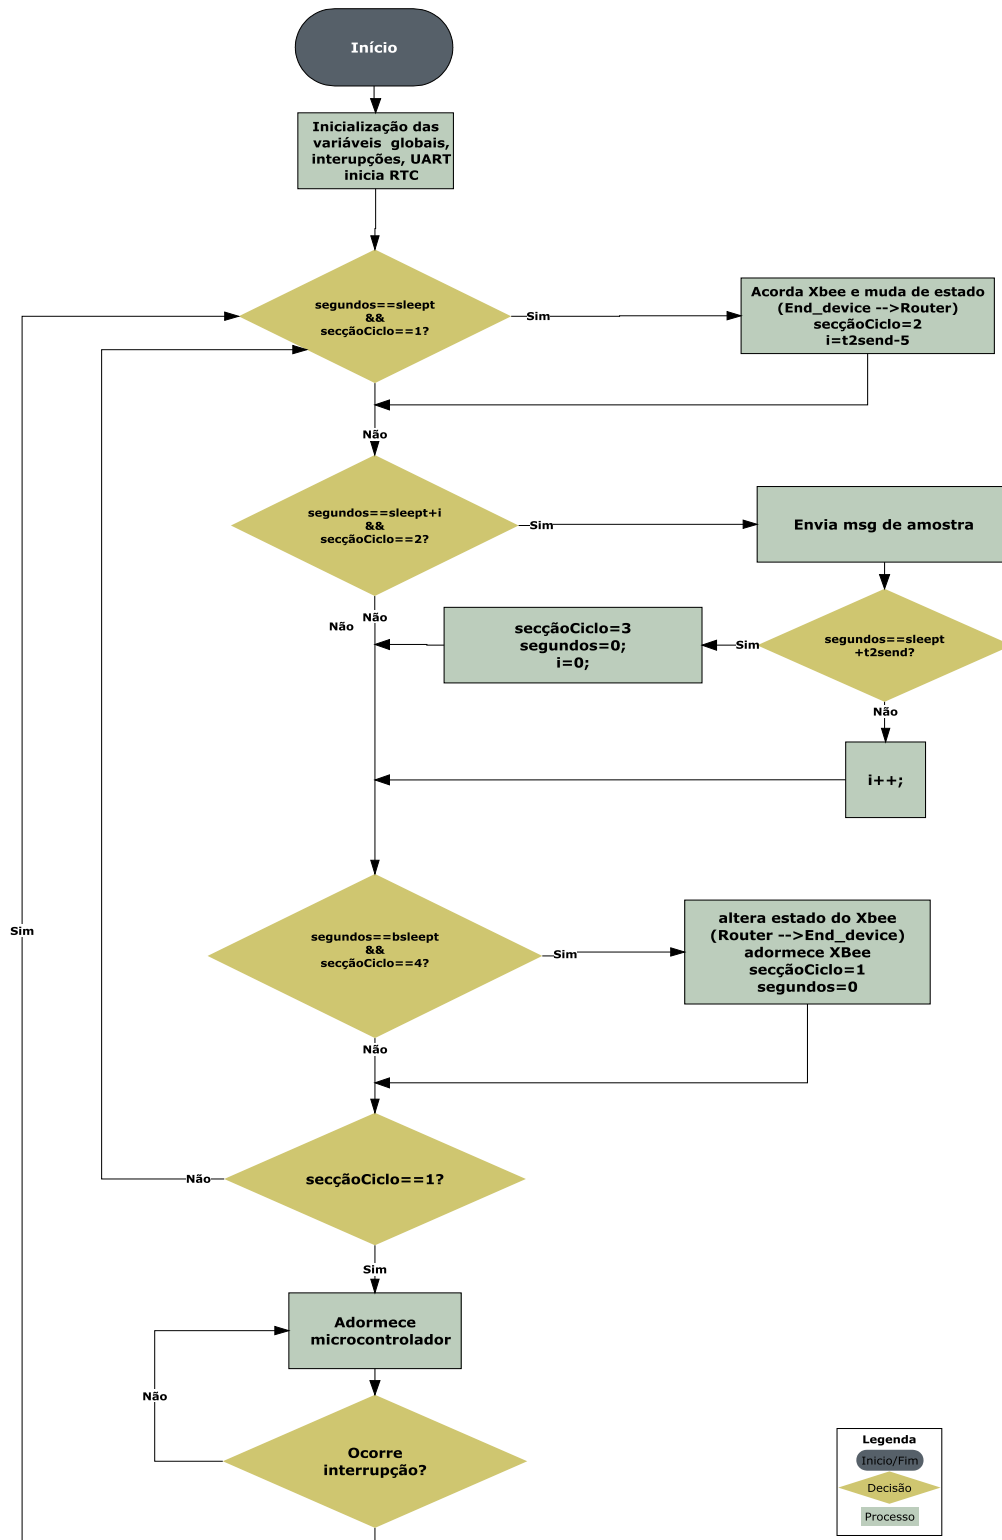 Início
Inicialização das
variáveis globais,
interupções, UART
inicia RTC
segundos==sleept
&&
secçãoCiclo==1?
Sim
Acorda Xbee e muda de estado
(End_device -->Router)
secçãoCiclo=2
i=t2send-5
Não
segundos==sleept+i
&&
secçãoCiclo==2?
Sim
Envia msg de amostra
Não
Não
secçãoCiclo=3
segundos=0;
i=0;
Sim
segundos==sleept
+t2send?
Não
i++;
Sim
segundos==bsleept
&&
secçãoCiclo==4?
Sim
altera estado do Xbee
(Router -->End_device)
adormece XBee
secçãoCiclo=1
segundos=0
Não
secçãoCiclo==1?
Não
Sim
Adormece
microcontrolador
Não
Ocorre
interrupção?
Legenda
Inicio/Fim
Decisão
Processo